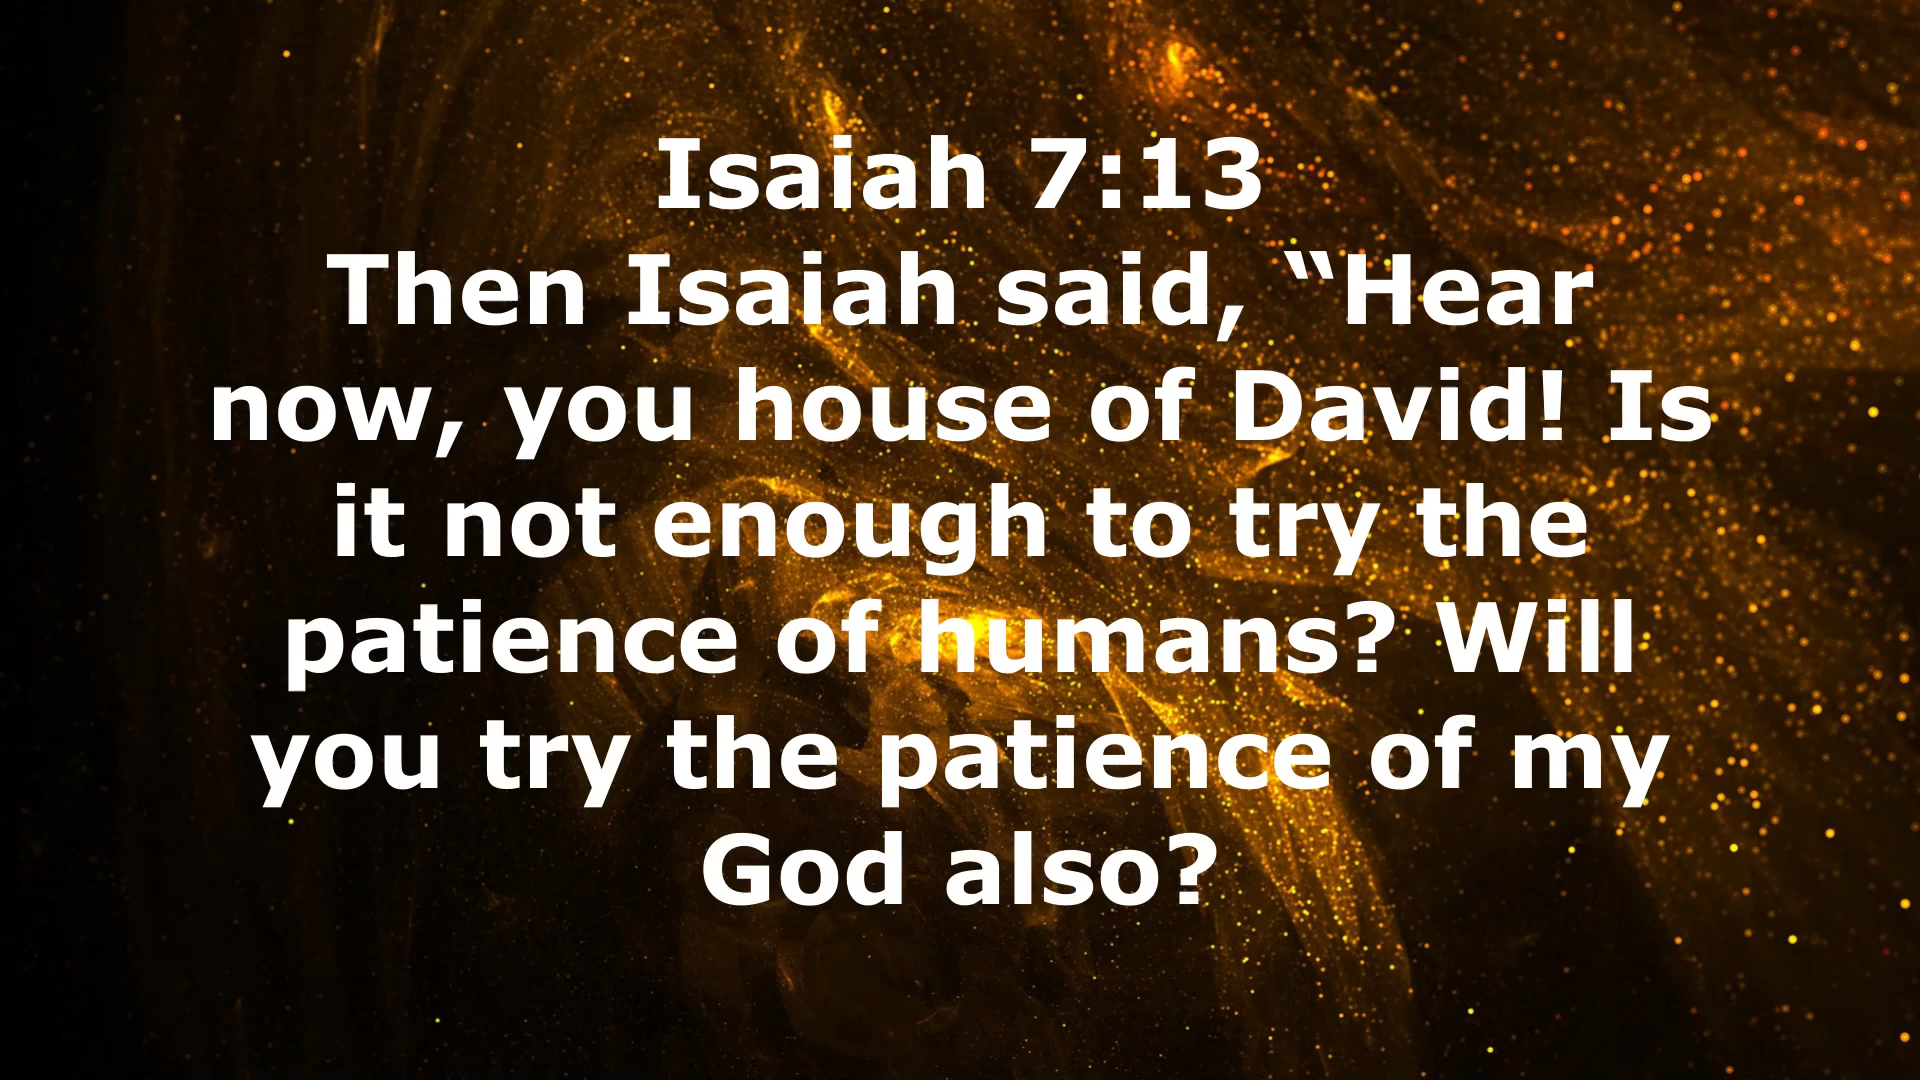 Isaiah 7:13
Then Isaiah said, “Hear
now, you house of David! Is
it not enough to try the
patience of humans? Will
you try the patience of my
God also?